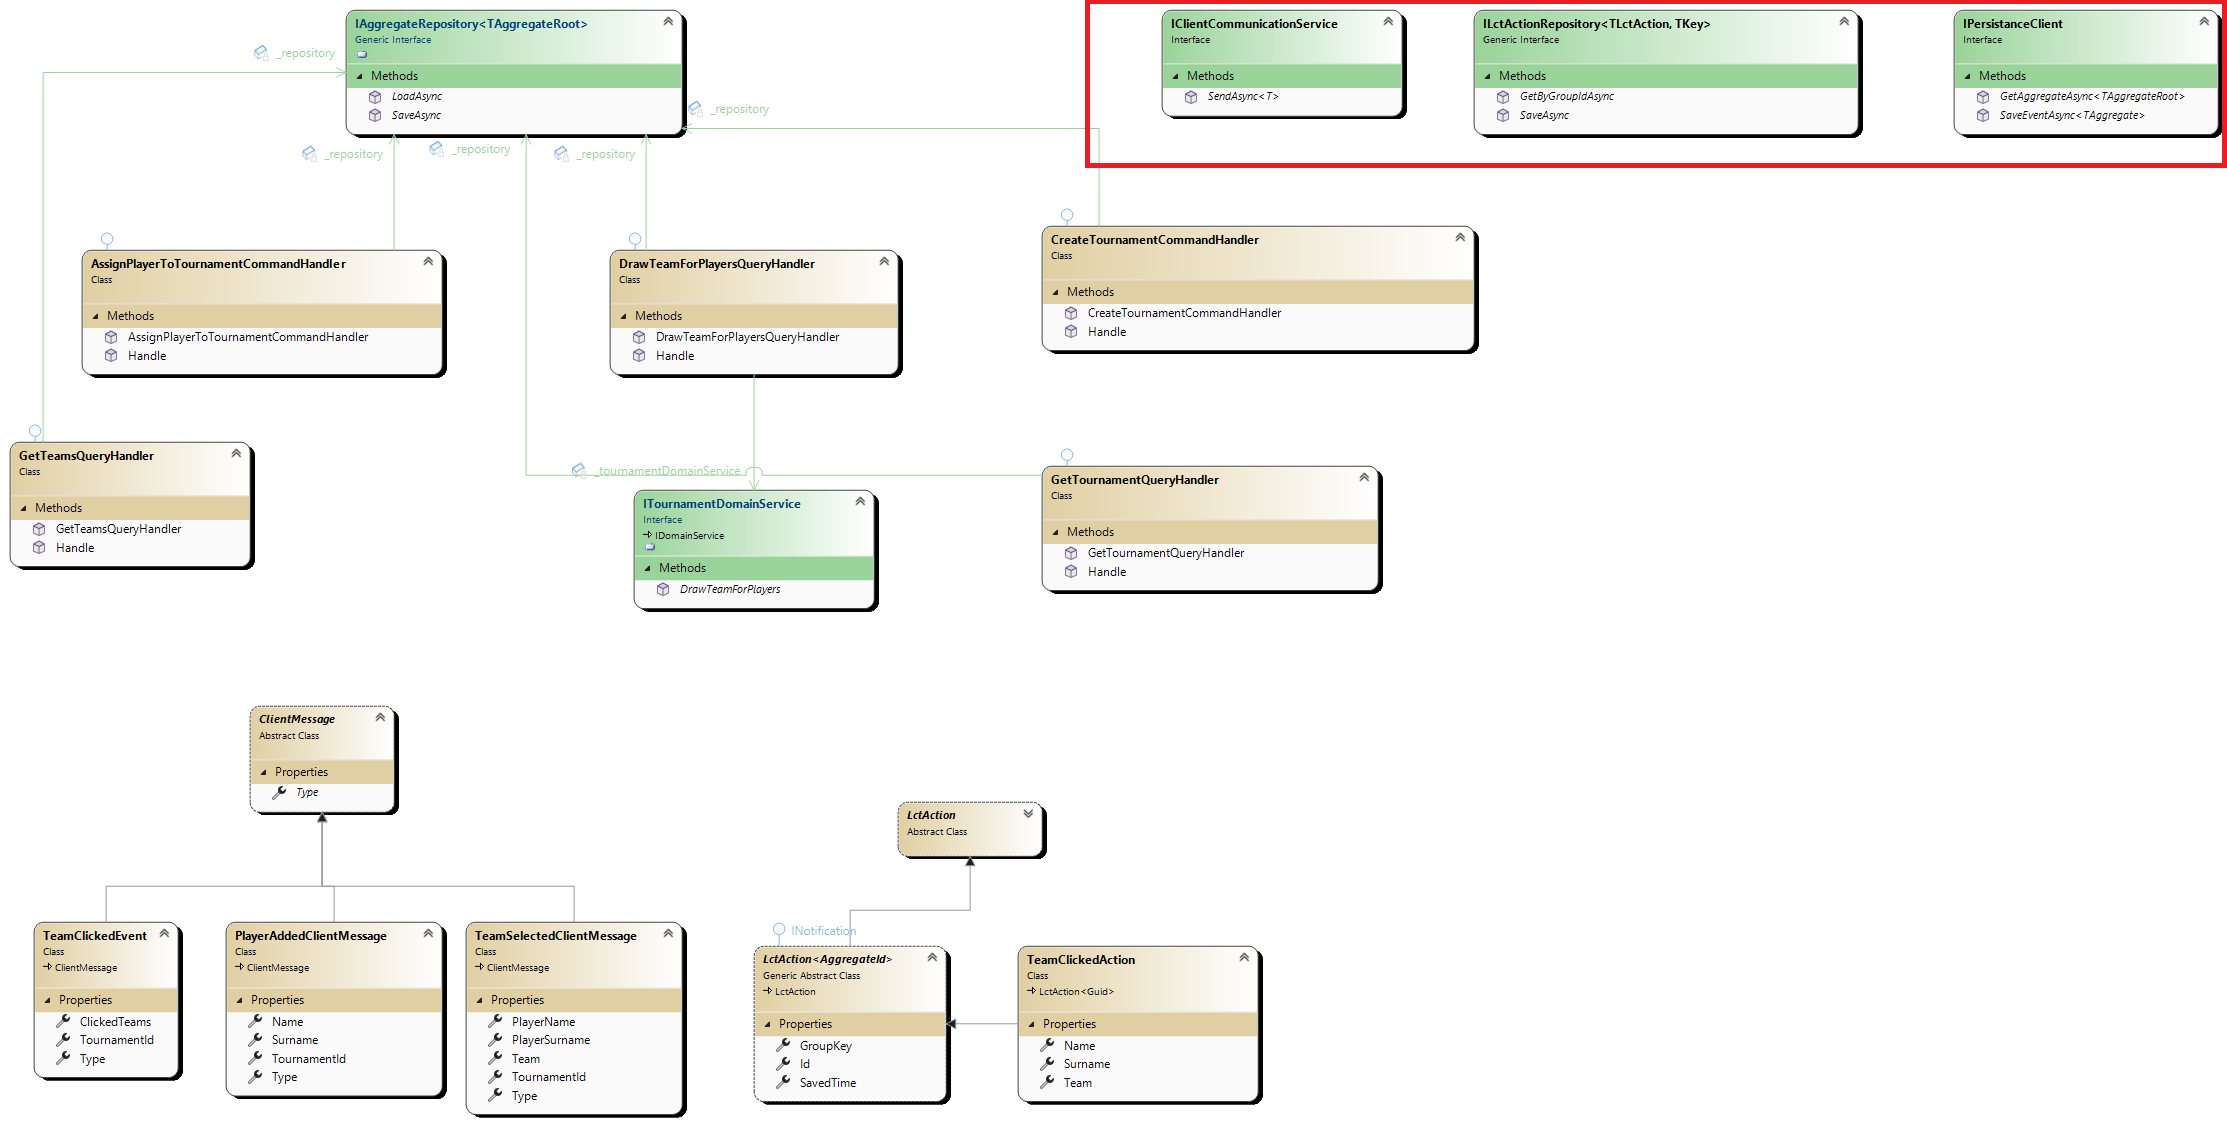 IAggregateRepository<TAggregateRoot>
Generic Interface
Methods
LoadAsync
SaveAsync
IClientCommunicationService
Interface
Methods
SendAsync<T>
ILctActionRepository<TLctAction, TKey>
Generic Interface
Methods
GetByGroupIdAsync
SaveAsync
IPersistanceClient
Interface
Methods
GetAggregateAsync<TAggregateRoot>
SaveEventAsync<TAggregate>
_repository
_repository
_repository
_repository
_repository
AssignPlayerToTournamentCommandHandler
Class
Methods
AssignPlayerToTournamentCommandHandler
Handle
DrawTeamForPlayersQueryHandler
Class
Methods
DrawTeamForPlayersQueryHandler
Handle
CreateTournamentCommandHandler
Class
Methods
CreateTournamentCommandHandler
Handle
GetTeamsQueryHandler
Class
Methods
GetTeamsQueryHandler
Handle
_tournamentDomainService
ITournamentDomainService
Interface
IDomainService
Methods
DrawTeamForPlayers
GetTournamentQueryHandler
Class
Methods
GetTournamentQueryHandler
Handle
ClientMessage
Abstract Class
Properties
Type
LctAction
Abstract Class
TeamClickedEvent
Class
ClientMessage
Properties
ClickedTeams
TournamentId
Type
PlayerAddedClientMessage
Class
ClientMessage
Properties
Name
Surname
TournamentId
Type
TeamSelectedClientMessage
Class
ClientMessage
Properties
PlayerName
PlayerSurname
Team
TournamentId
Type
INotification
LctAction<AggregateId>
Generic Abstract Class
LctAction
Properties
GroupKey
Id
SavedTime
TeamClickedAction
Class
LctAction<Guid>
Properties
Name
Surname
Team